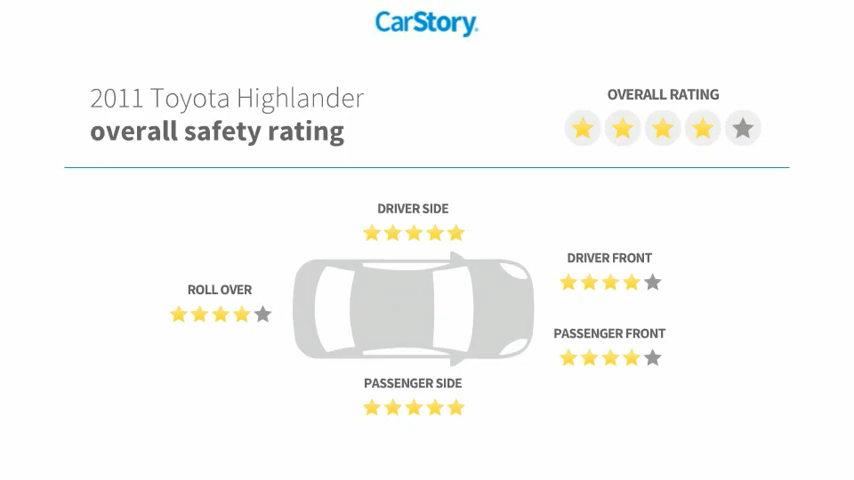 CarStory.
2011 Toyota Highlander
overall safety rating
OVERALL RATING
DRIVER SIDE
DRIVER FRONT
ROLL OVER
PASSENGER FRONT
PASSENGER SIDE